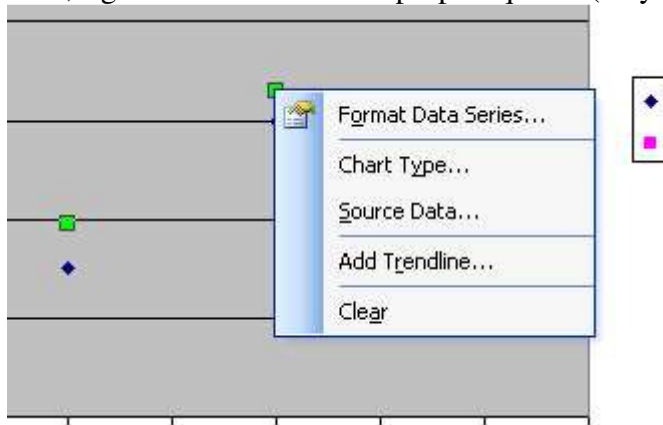 Format Data Series...
Chart Type...
Source Data...
Add Trendline...
Clear